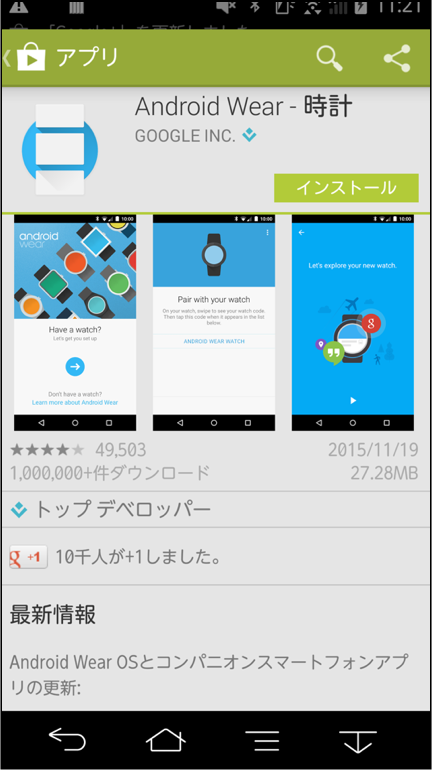 11:21
アプリ
Android Wear - 時計
GOOGLE INC.
インストール
10:00
android
wear
Have a watch?
Let's get you set up
Don't have a watch?
Learn more about Android Wear
10:00
Pair with your watch
On your watch, swipe to see your watch code.
Then tap this code when it appears in the list
below.
ANDROID WEAR WATCH
10:00
Let's explore your new watch.
49,503
2015/11/19
1,000,000+件ダウンロード
27.28MB
トップ デベロッパー
g +1
10千人が+1しました。
最新情報
Android Wear OSとコンパニオンスマートフォンアプ
リの更新: